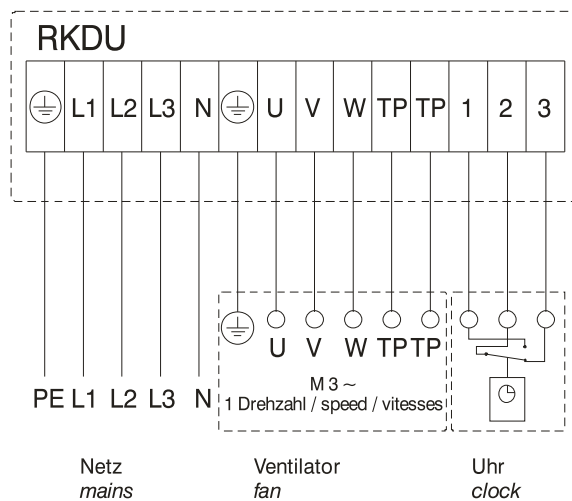 RKDU
L1 L2 L3 N U V W TP TP 1 2 3
U V W TP TP
M 3 ~
1 Drehzahl / speed / vitesses
PE L1 L2 L3 N
Netz Ventilator Uhr
mains fan clock